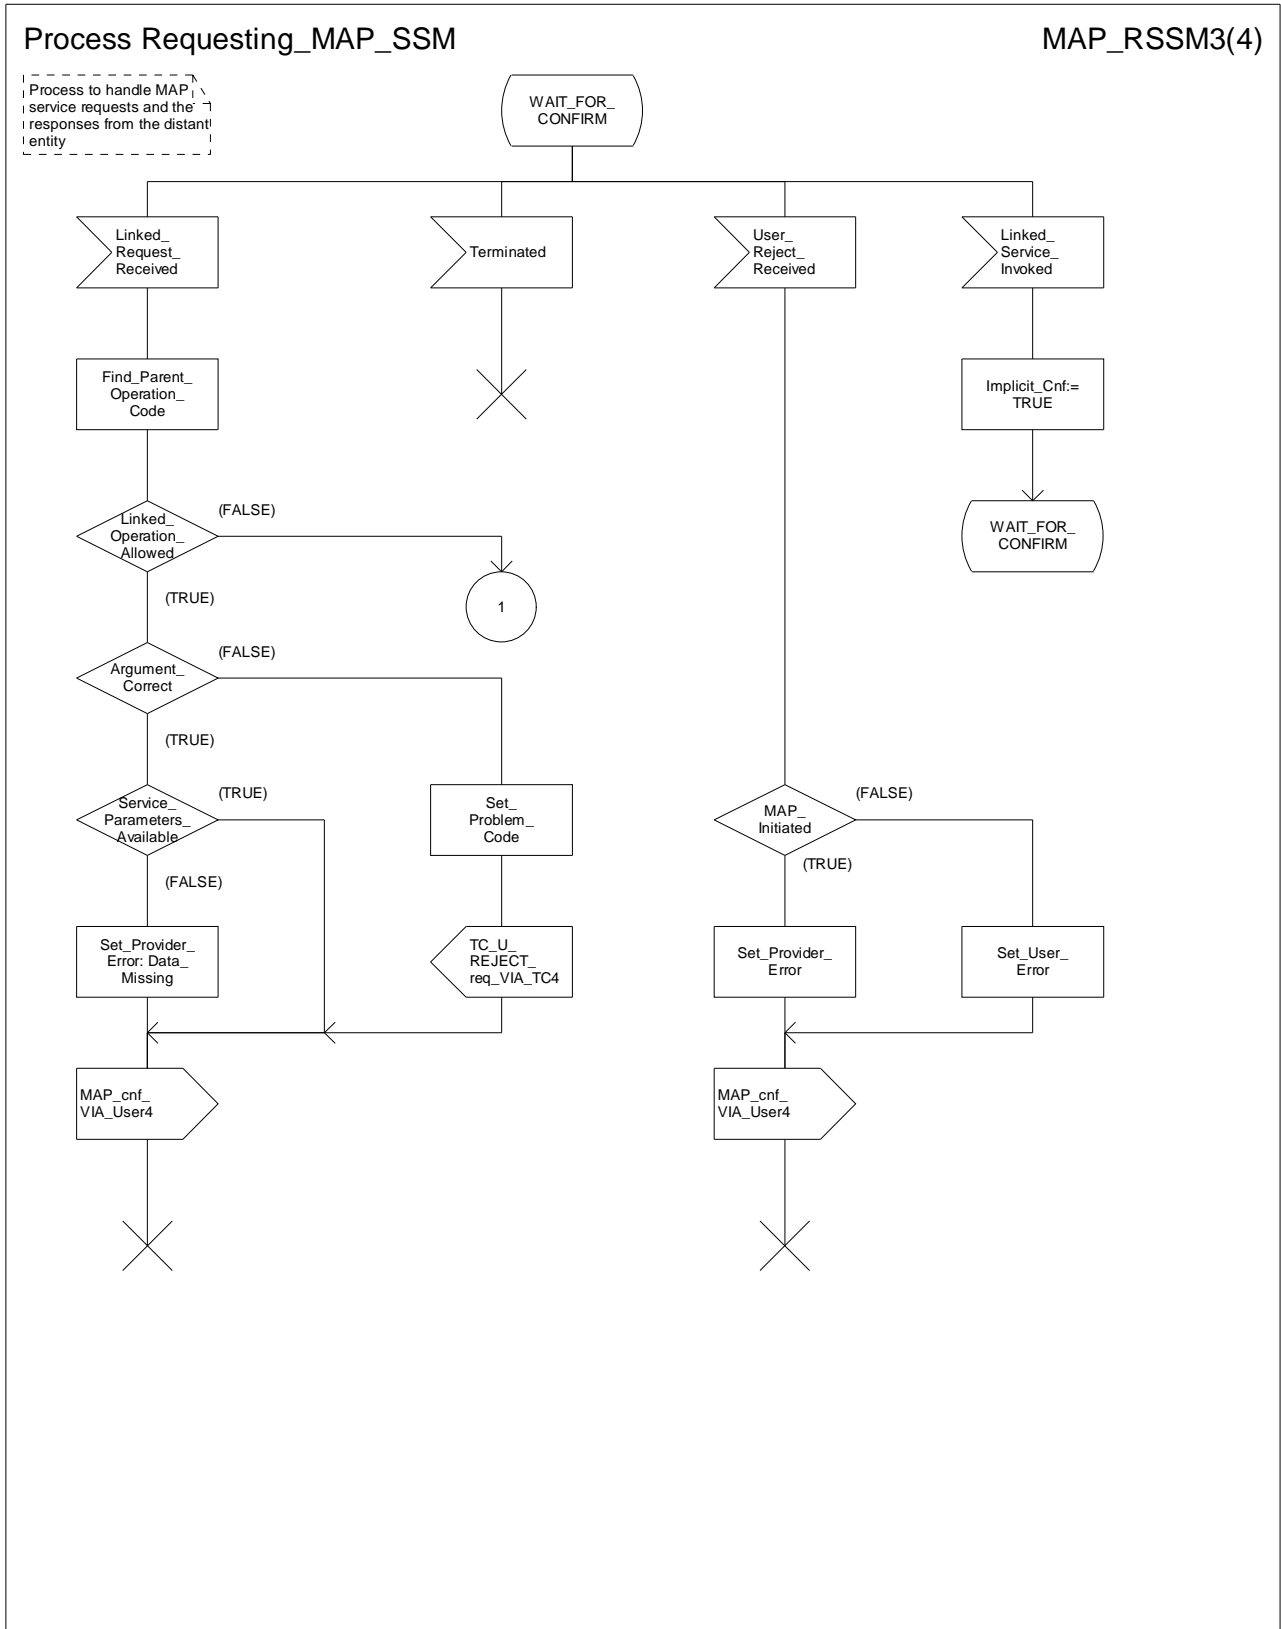 Process Requesting_MAP_SSM
MAP_RSSM3(4)
Process to handle MAP
service requests and the
responses from the distant
entity
WAIT_FOR_
CONFIRM
Linked_
Request_
Received
Terminated
User_
Reject_
Received
Linked_
Service_
Invoked
Find_Parent_
Operation_
Code
Implicit_Cnf:=
TRUE
Linked_
Operation_
Allowed
(FALSE)
WAIT_FOR_
CONFIRM
(TRUE)
1
Argument_
Correct
(FALSE)
(TRUE)
Service_
Parameters_
Available
(TRUE)
Set_
Problem_
Code
MAP_
Initiated
(FALSE)
(FALSE)
(TRUE)
Set_Provider_
Error: Data_
Missing
TC_U_
REJECT_
req_VIA_TC4
Set_Provider_
Error
Set_User_
Error
MAP_cnf_
VIA_User4
MAP_cnf_
VIA_User4